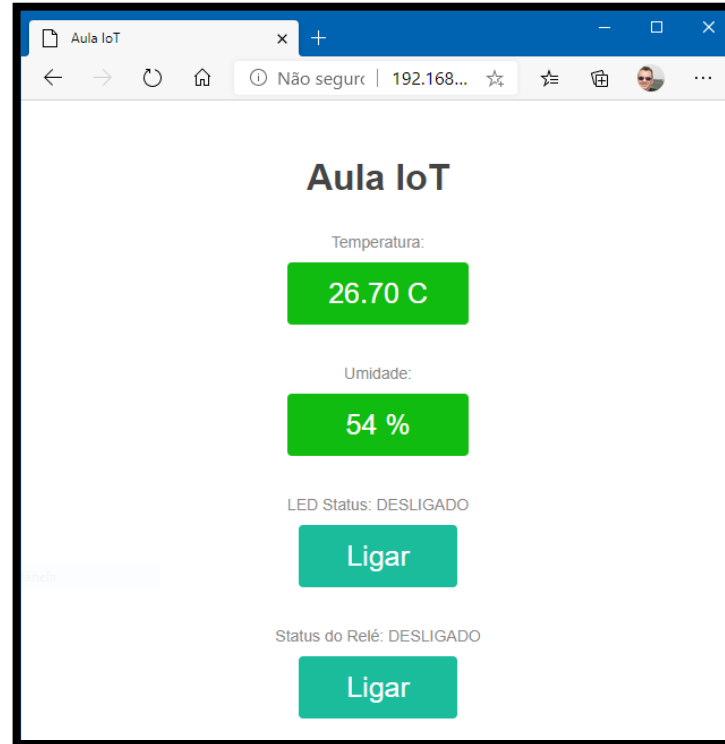 Aula IoT
Não segurc 192.168...
Aula IoT
Temperatura:
26.70 C
Umidade:
54 %
LED Status: DESLIGADO
Ligar
Status do Relé: DESLIGADO
Ligar